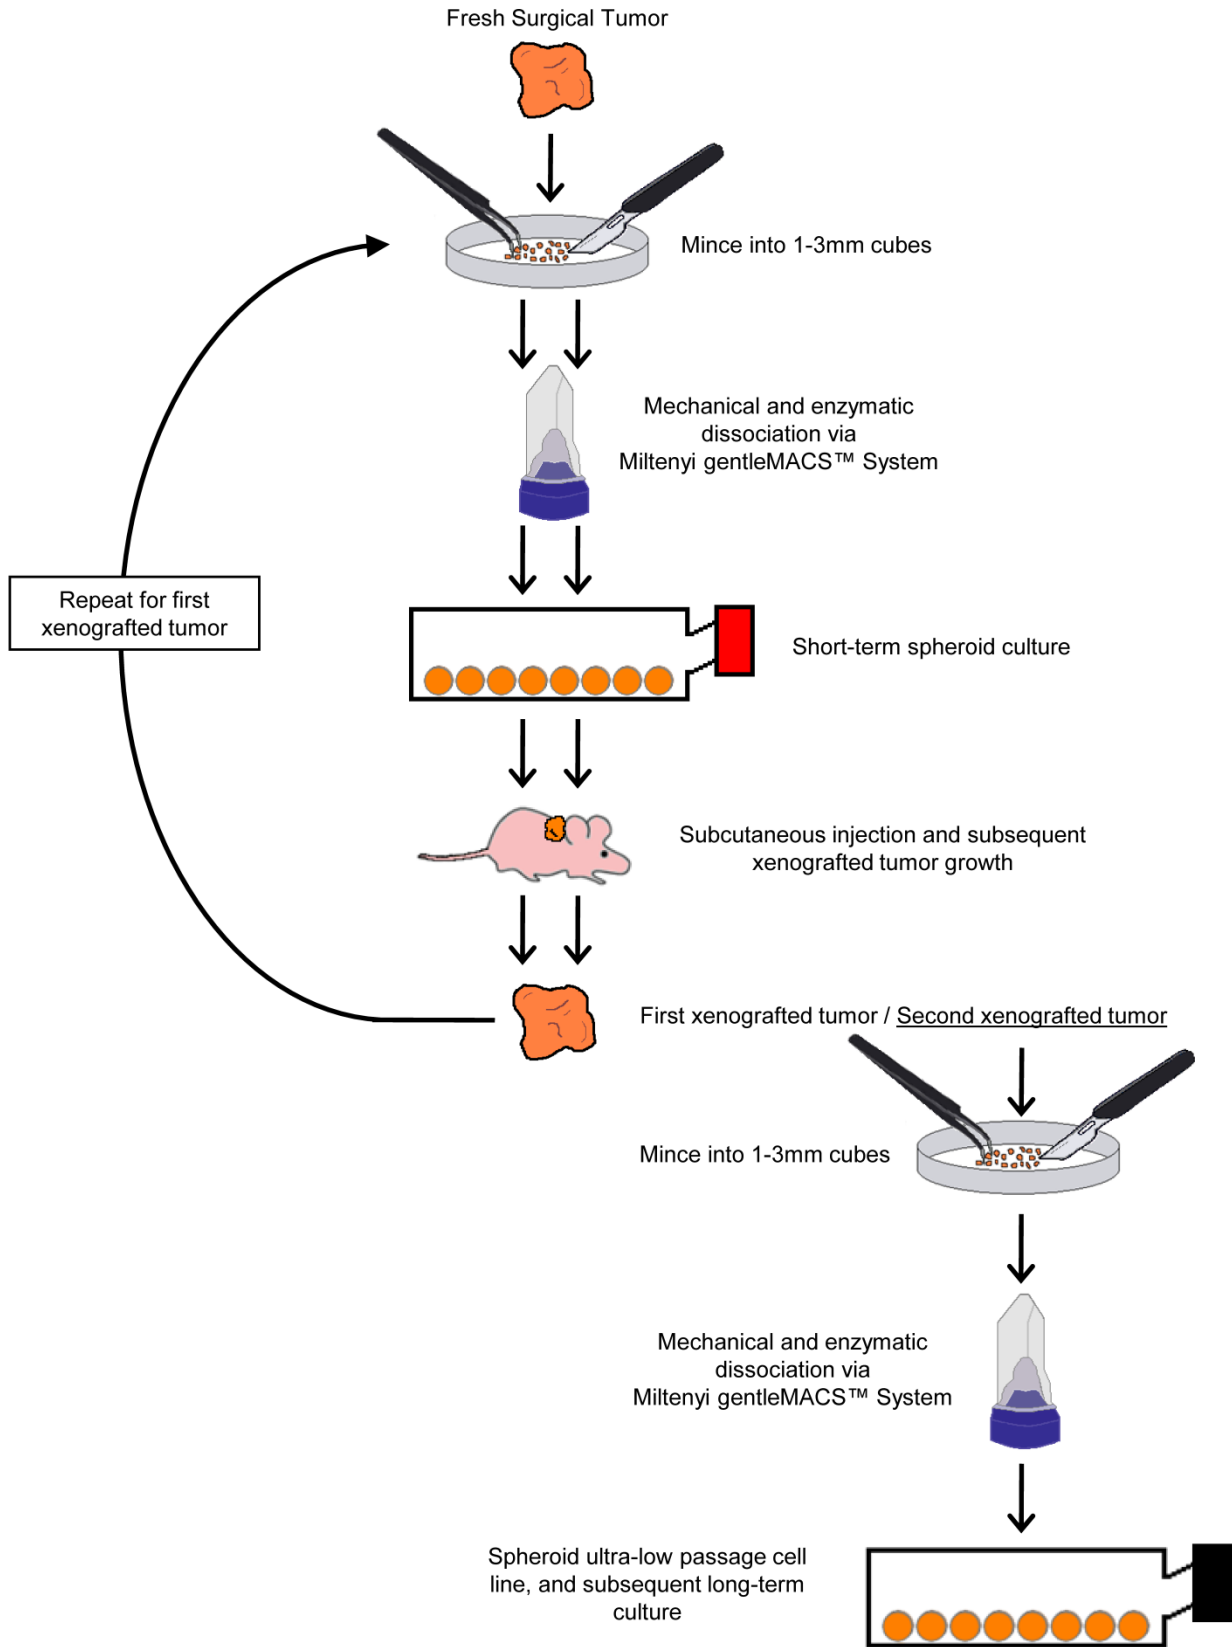 Fresh Surgical Tumor
Mince into 1-3mm cubes
Mechanical and enzymatic
dissociation via
Miltenyi gentleMACS™ System
Repeat for first
xenografted tumor
Short-term spheroid culture
Subcutaneous injection and subsequent
xenografted tumor growth
First xenografted tumor / Second xenografted tumor
Mince into 1-3mm cubes
Mechanical and enzymatic
dissociation via
Miltenyi gentleMACS™ System
Spheroid ultra-low passage cell
line, and subsequent long-term
culture